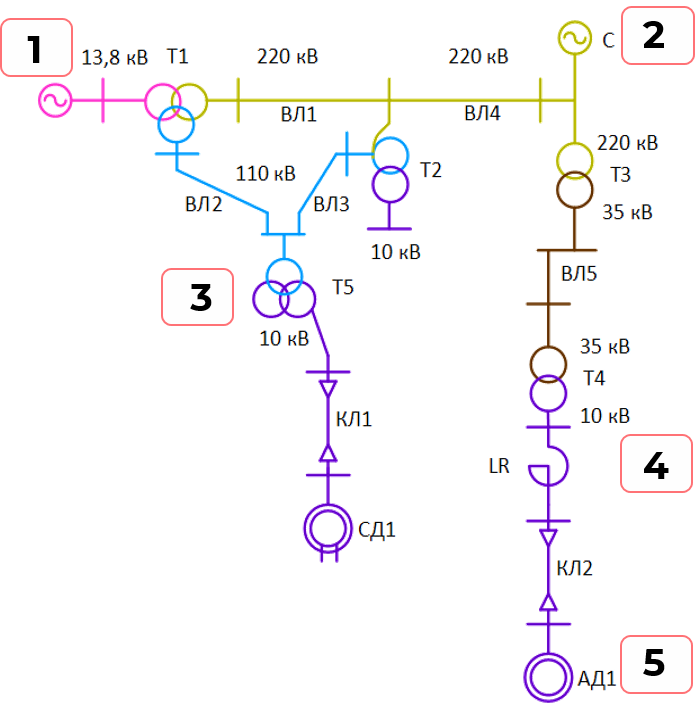 1
13,8 кВ
Т1
220 кВ
220 кВ
С
2
ВЛ1
ВЛ4
220 кВ
Т3
35 кВ
110 кВ
Т2
ВЛ2
ВЛ3
10 кВ
ВЛ5
3
Т5
10 кВ
35 кВ
Т4
10 кВ
КЛ1
LR
4
СД1
КЛ2
АД1
5